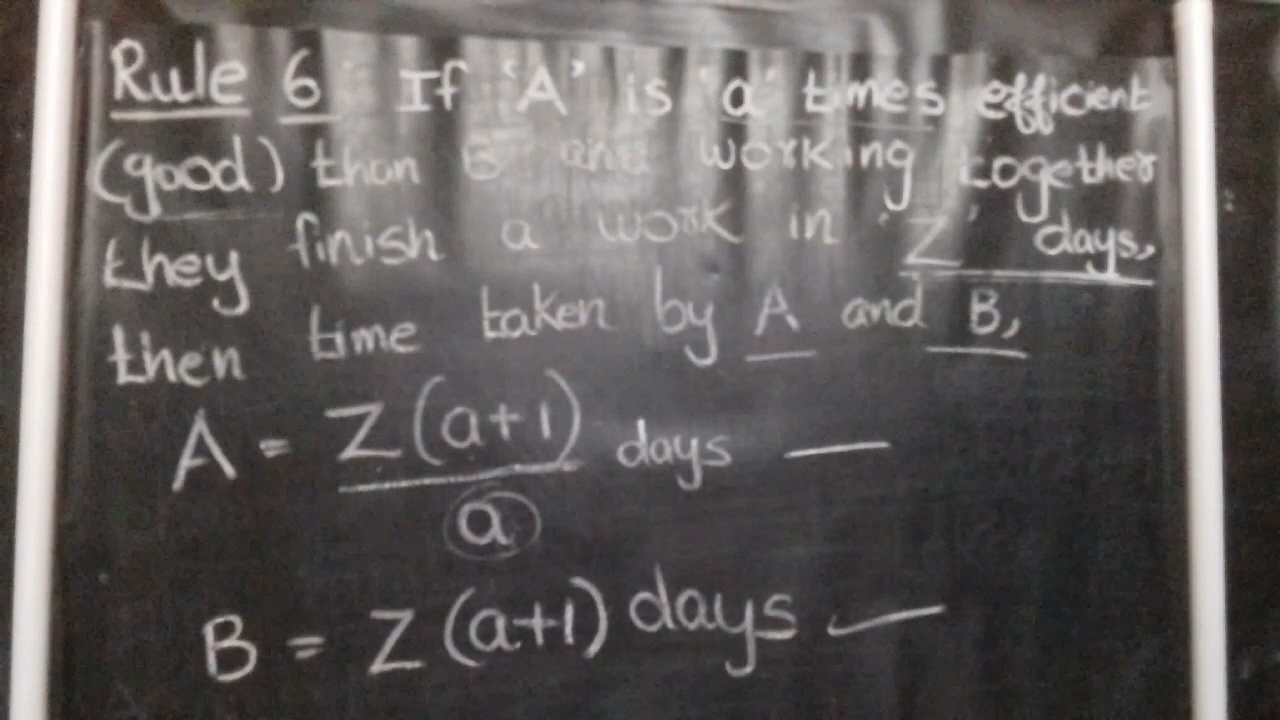 Rule 6 If 'A' is 'a' times efficient
(good) than B and working together
they finish a work in 'Z' days,
then time taken by A and B,
A = Z(a+1)/a days —
B = Z(a+1) days